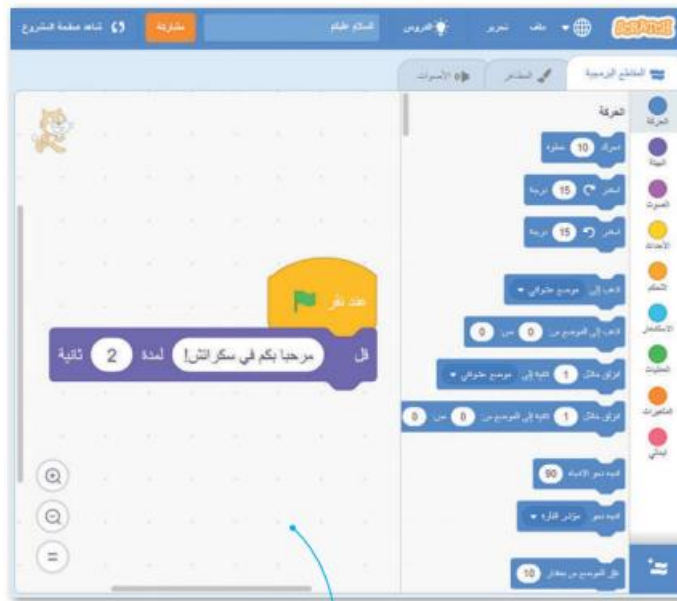 SCRATCH
ملف
تحرير
الدروس
السلام عليكم
مشاركة
شاهد صفحة المشروع
المقاطع البرمجية
المظاهر
الأصوات
الحركة
الهيئة
الصوت
الأحداث
التحكم
الاستشعار
العمليات
المتغيرات
لبناتي
الحركة
تحرك 10 خطوة
استدر 15 درجة
استدر 15 درجة
اذهب إلى موضع عشوائي
اذهب إلى الموضع س: 0 ص: 0
انزلق خلال 1 ثانية إلى موضع عشوائي
انزلق خلال 1 ثانية إلى الموضع س: 0 ص: 0
اتجه نحو الاتجاه 90
اتجه نحو مؤشر الفأرة
غيّر الموضع س بمقدار 10
عند نقر
قل مرحبا بكم في سكراتش! لمدة 2 ثانية